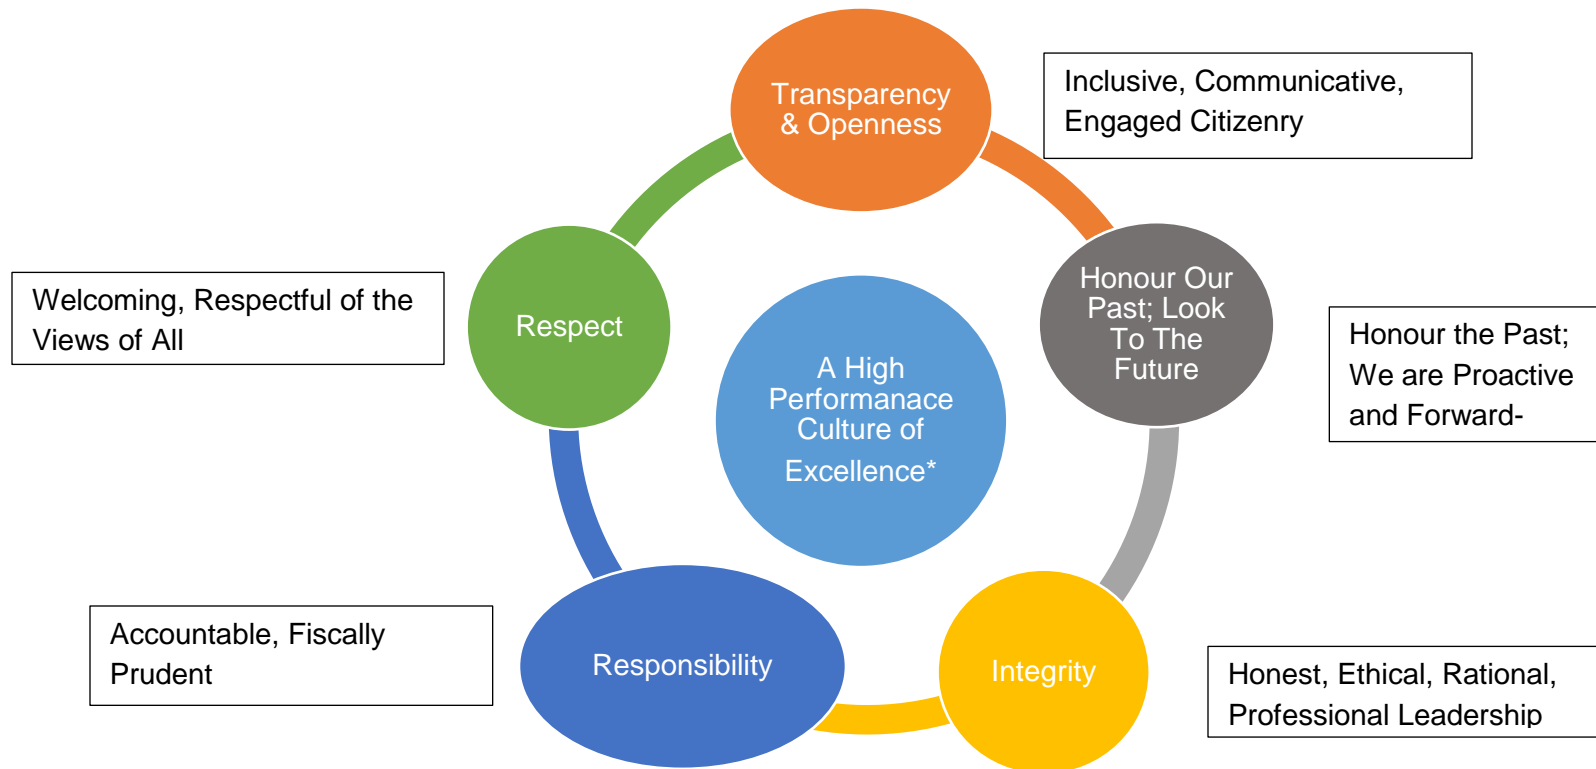 Transparency
& Openness
Inclusive, Communicative,
Engaged Citizenry
Honour Our
Past; Look
To The
Future
Honour the Past;
We are Proactive
and Forward-
Integrity
Honest, Ethical, Rational,
Professional Leadership
Responsibility
Accountable, Fiscally
Prudent
Respect
Welcoming, Respectful of the
Views of All
A High
Performanace
Culture of
Excellence*